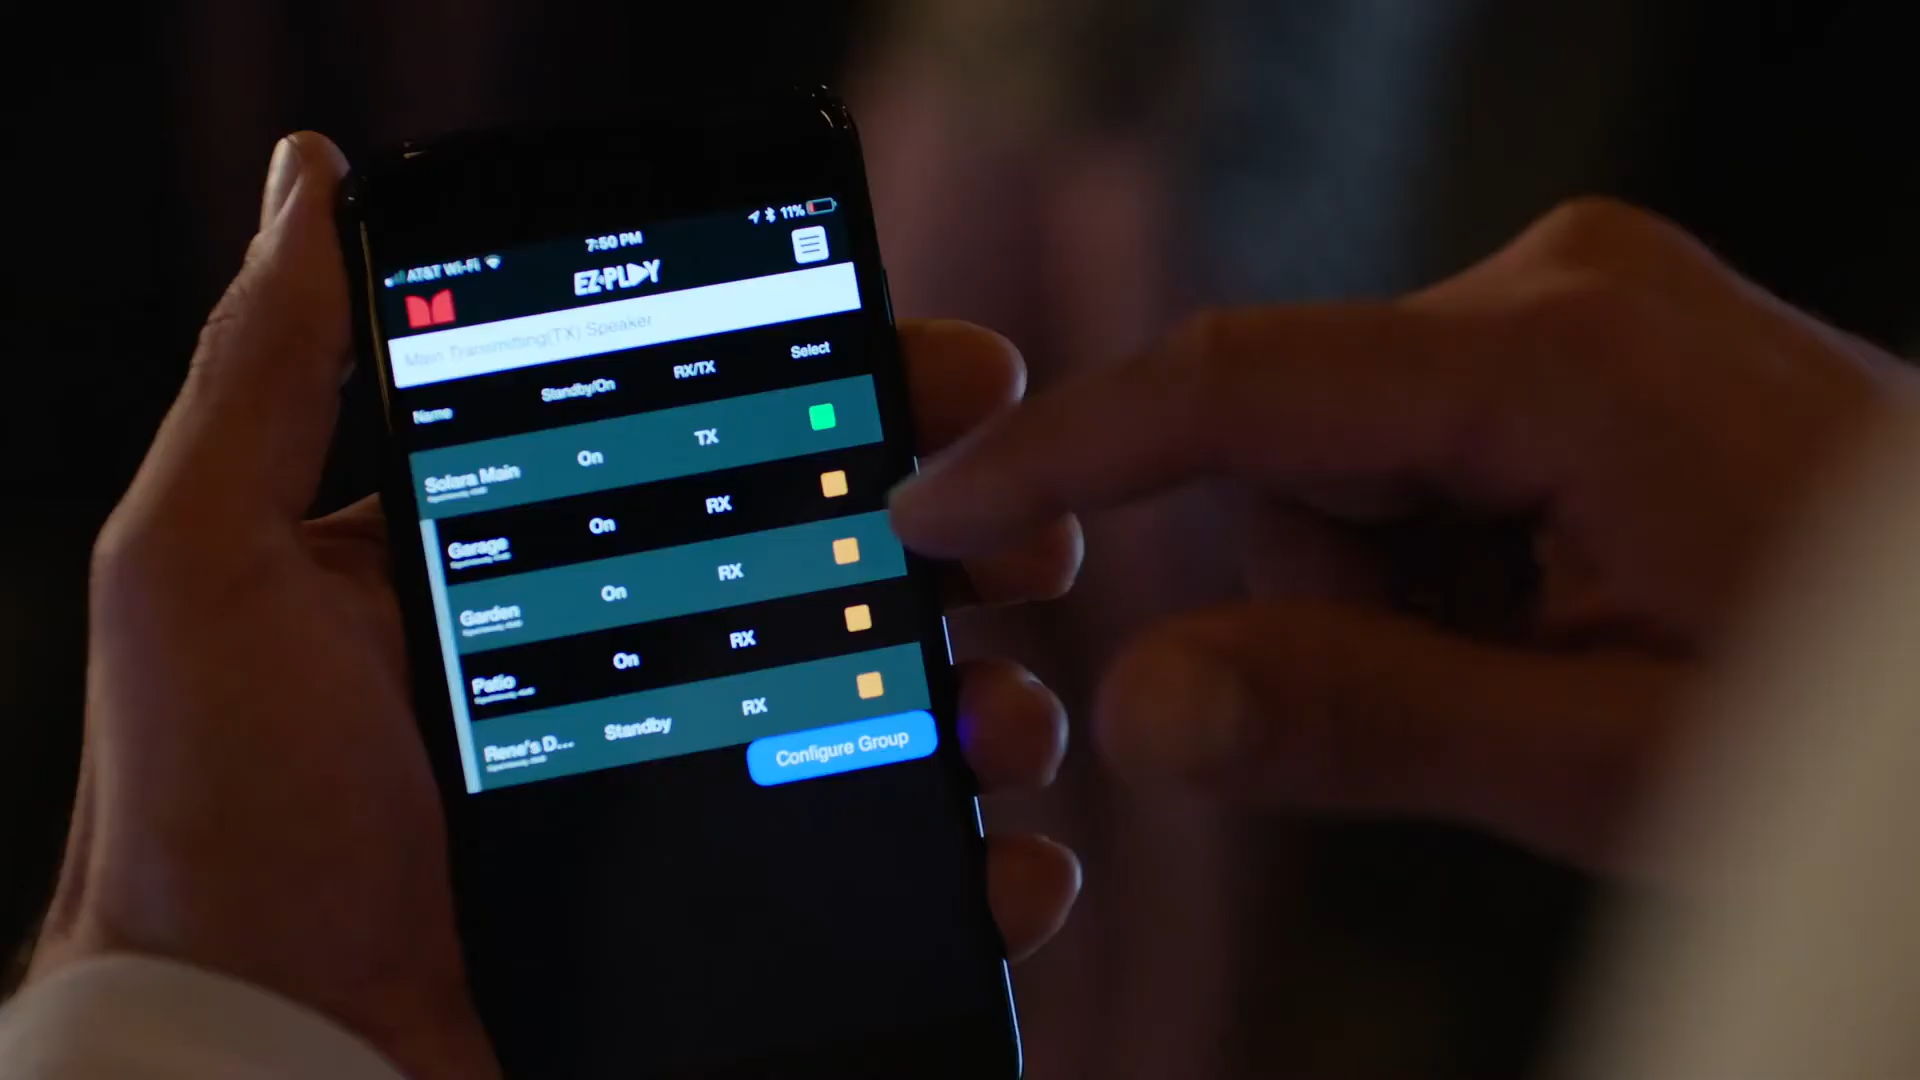 AT&T Wi-Fi 7:50 PM 11%
EZ-PLAY
Main Transmitting(TX) Speaker
Name Standby/On RX/TX Select
Solara Main On TX
Garage On RX
Garden On RX
Patio On RX
Rene's D... Standby RX
Configure Group